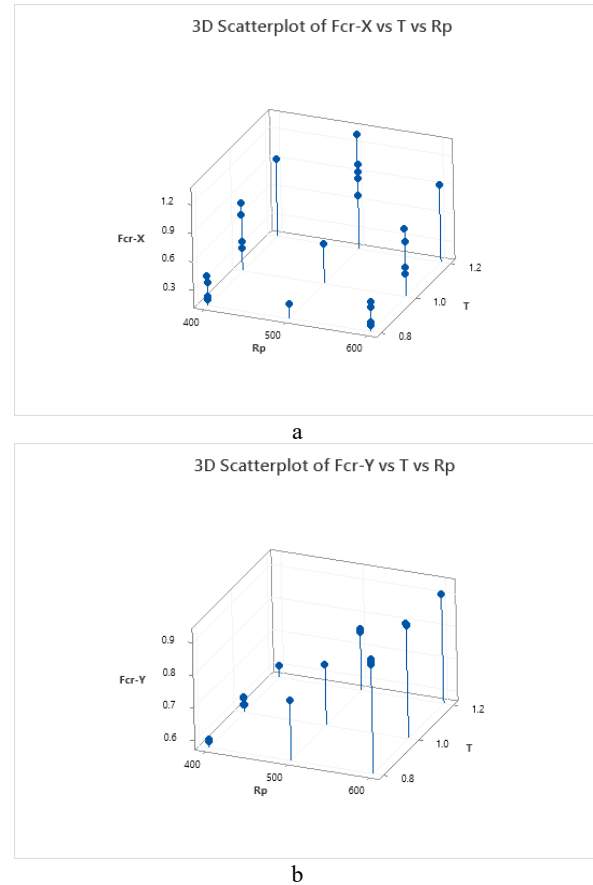 3D Scatterplot of Fcr-X vs T vs Rp
1.2
0.9
Fcr-X
0.6
0.3
1.2
1.0
T
0.8
400
500
600
Rp
a
3D Scatterplot of Fcr-Y vs T vs Rp
0.9
0.8
Fcr-Y
0.7
0.6
1.2
1.0
T
0.8
400
500
600
Rp
b